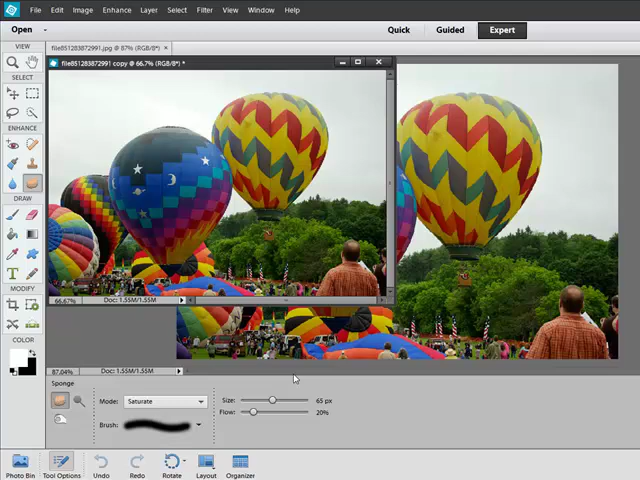 File Edit Image Enhance Layer Select Filter View Window Help
Open Quick Guided Expert
VIEW
file851283872991.jpg @ 87% (RGB/8*) ×
file851283872991 copy @ 66.7% (RGB/8*) *
SELECT
ENHANCE
DRAW
MODIFY
66.67% Doc: 1.55M/1.55M
COLOR
87.04% Doc: 1.55M/1.55M
Sponge
Mode: Saturate
Size: 65 px
Flow: 20%
Brush:
Photo Bin Tool Options Undo Redo Rotate Layout Organizer